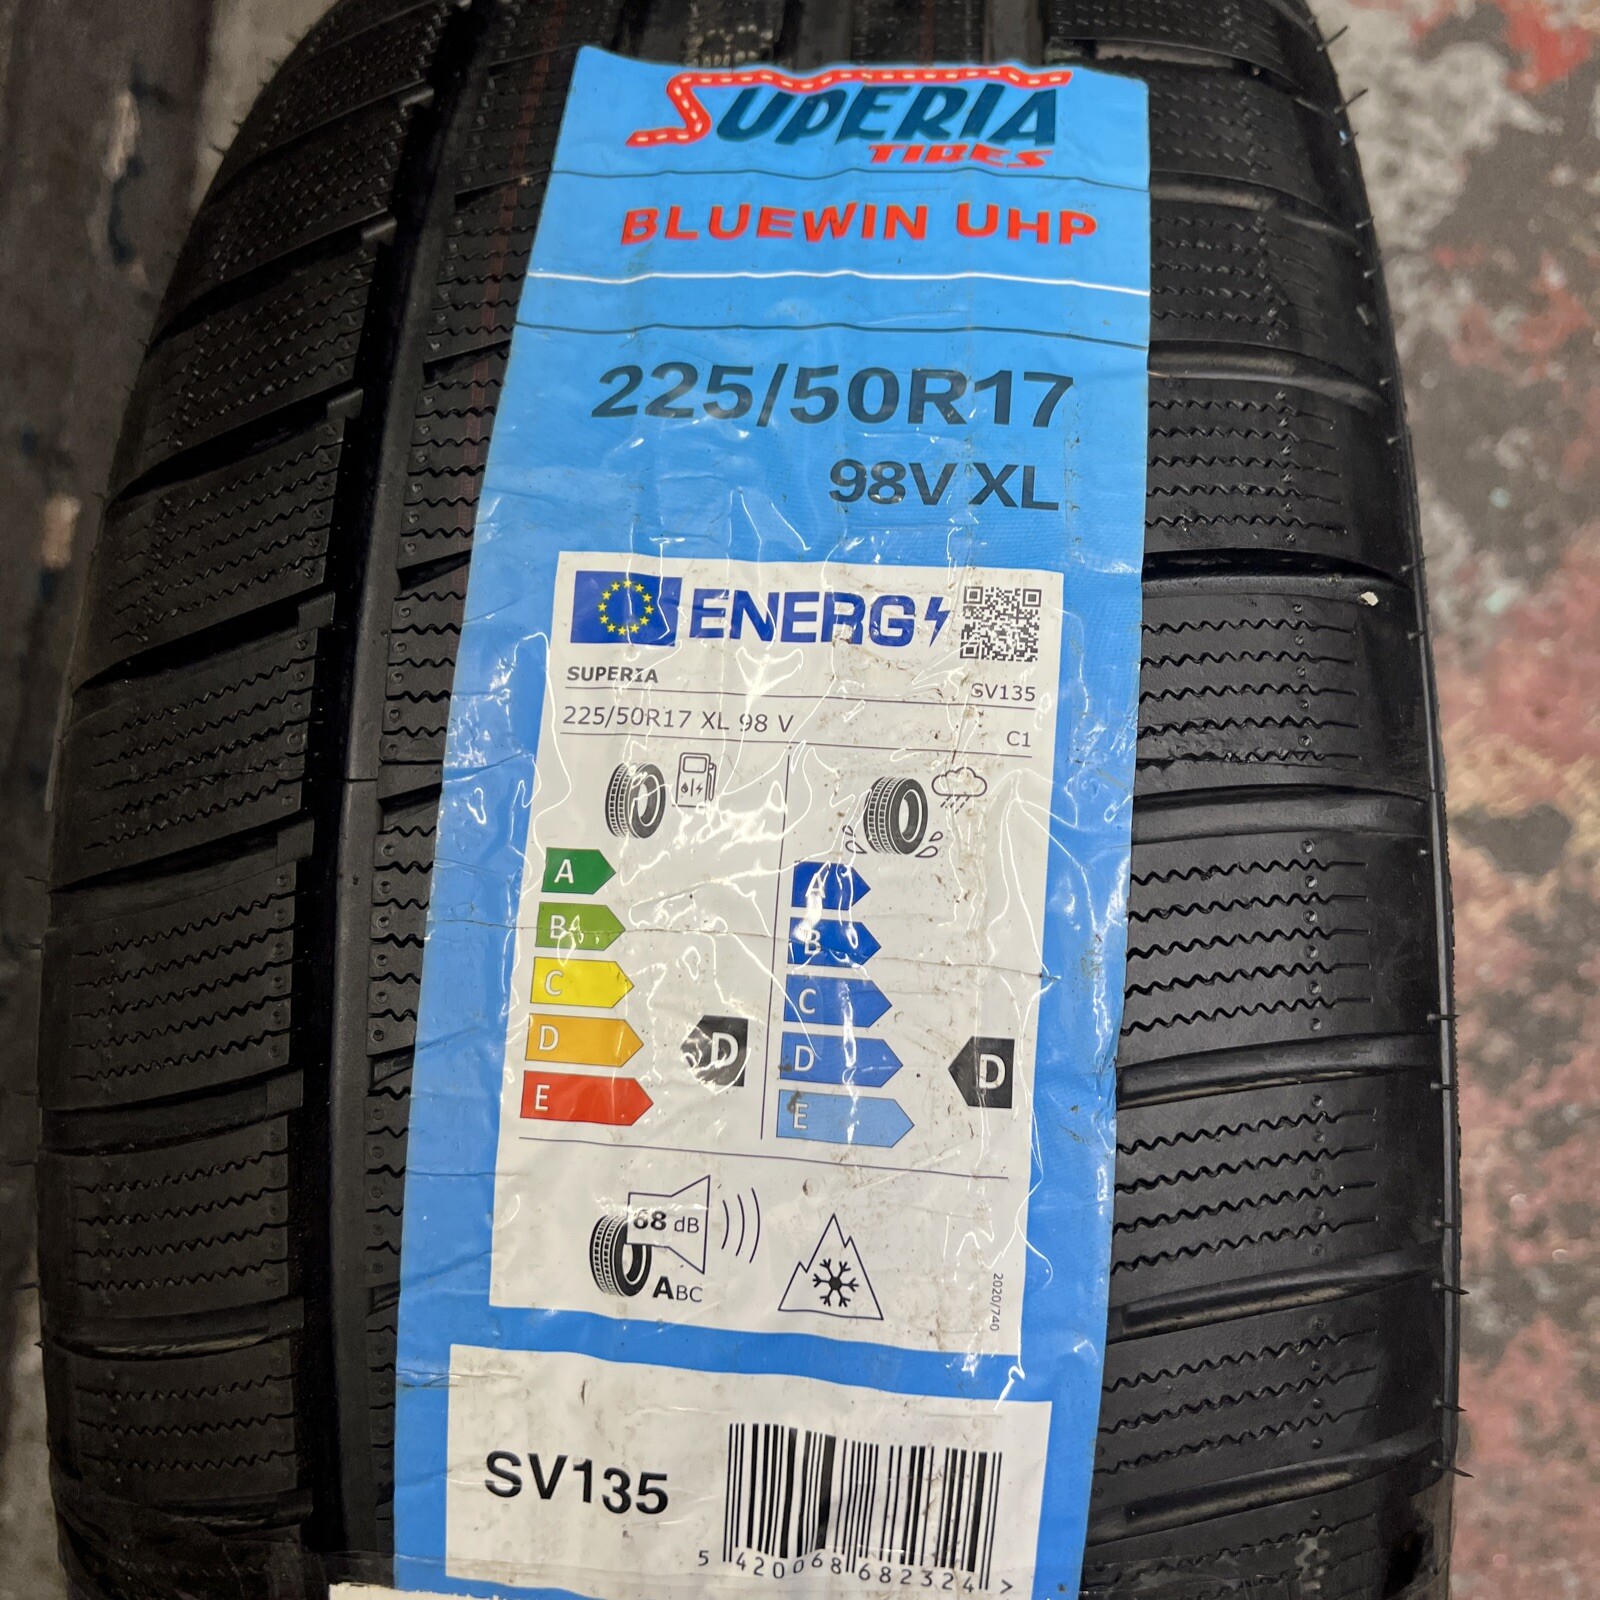 SUPERIA
TIRES
BLUEWIN UHP
225/50R17
98V XL
ENERG
SUPERIA
SV135
225/50R17 XL 98 V
C1
A
B
C
D
E
D
A
B
C
D
E
D
68 dB
ABC
2020/740
SV135
5 420068 682324 >